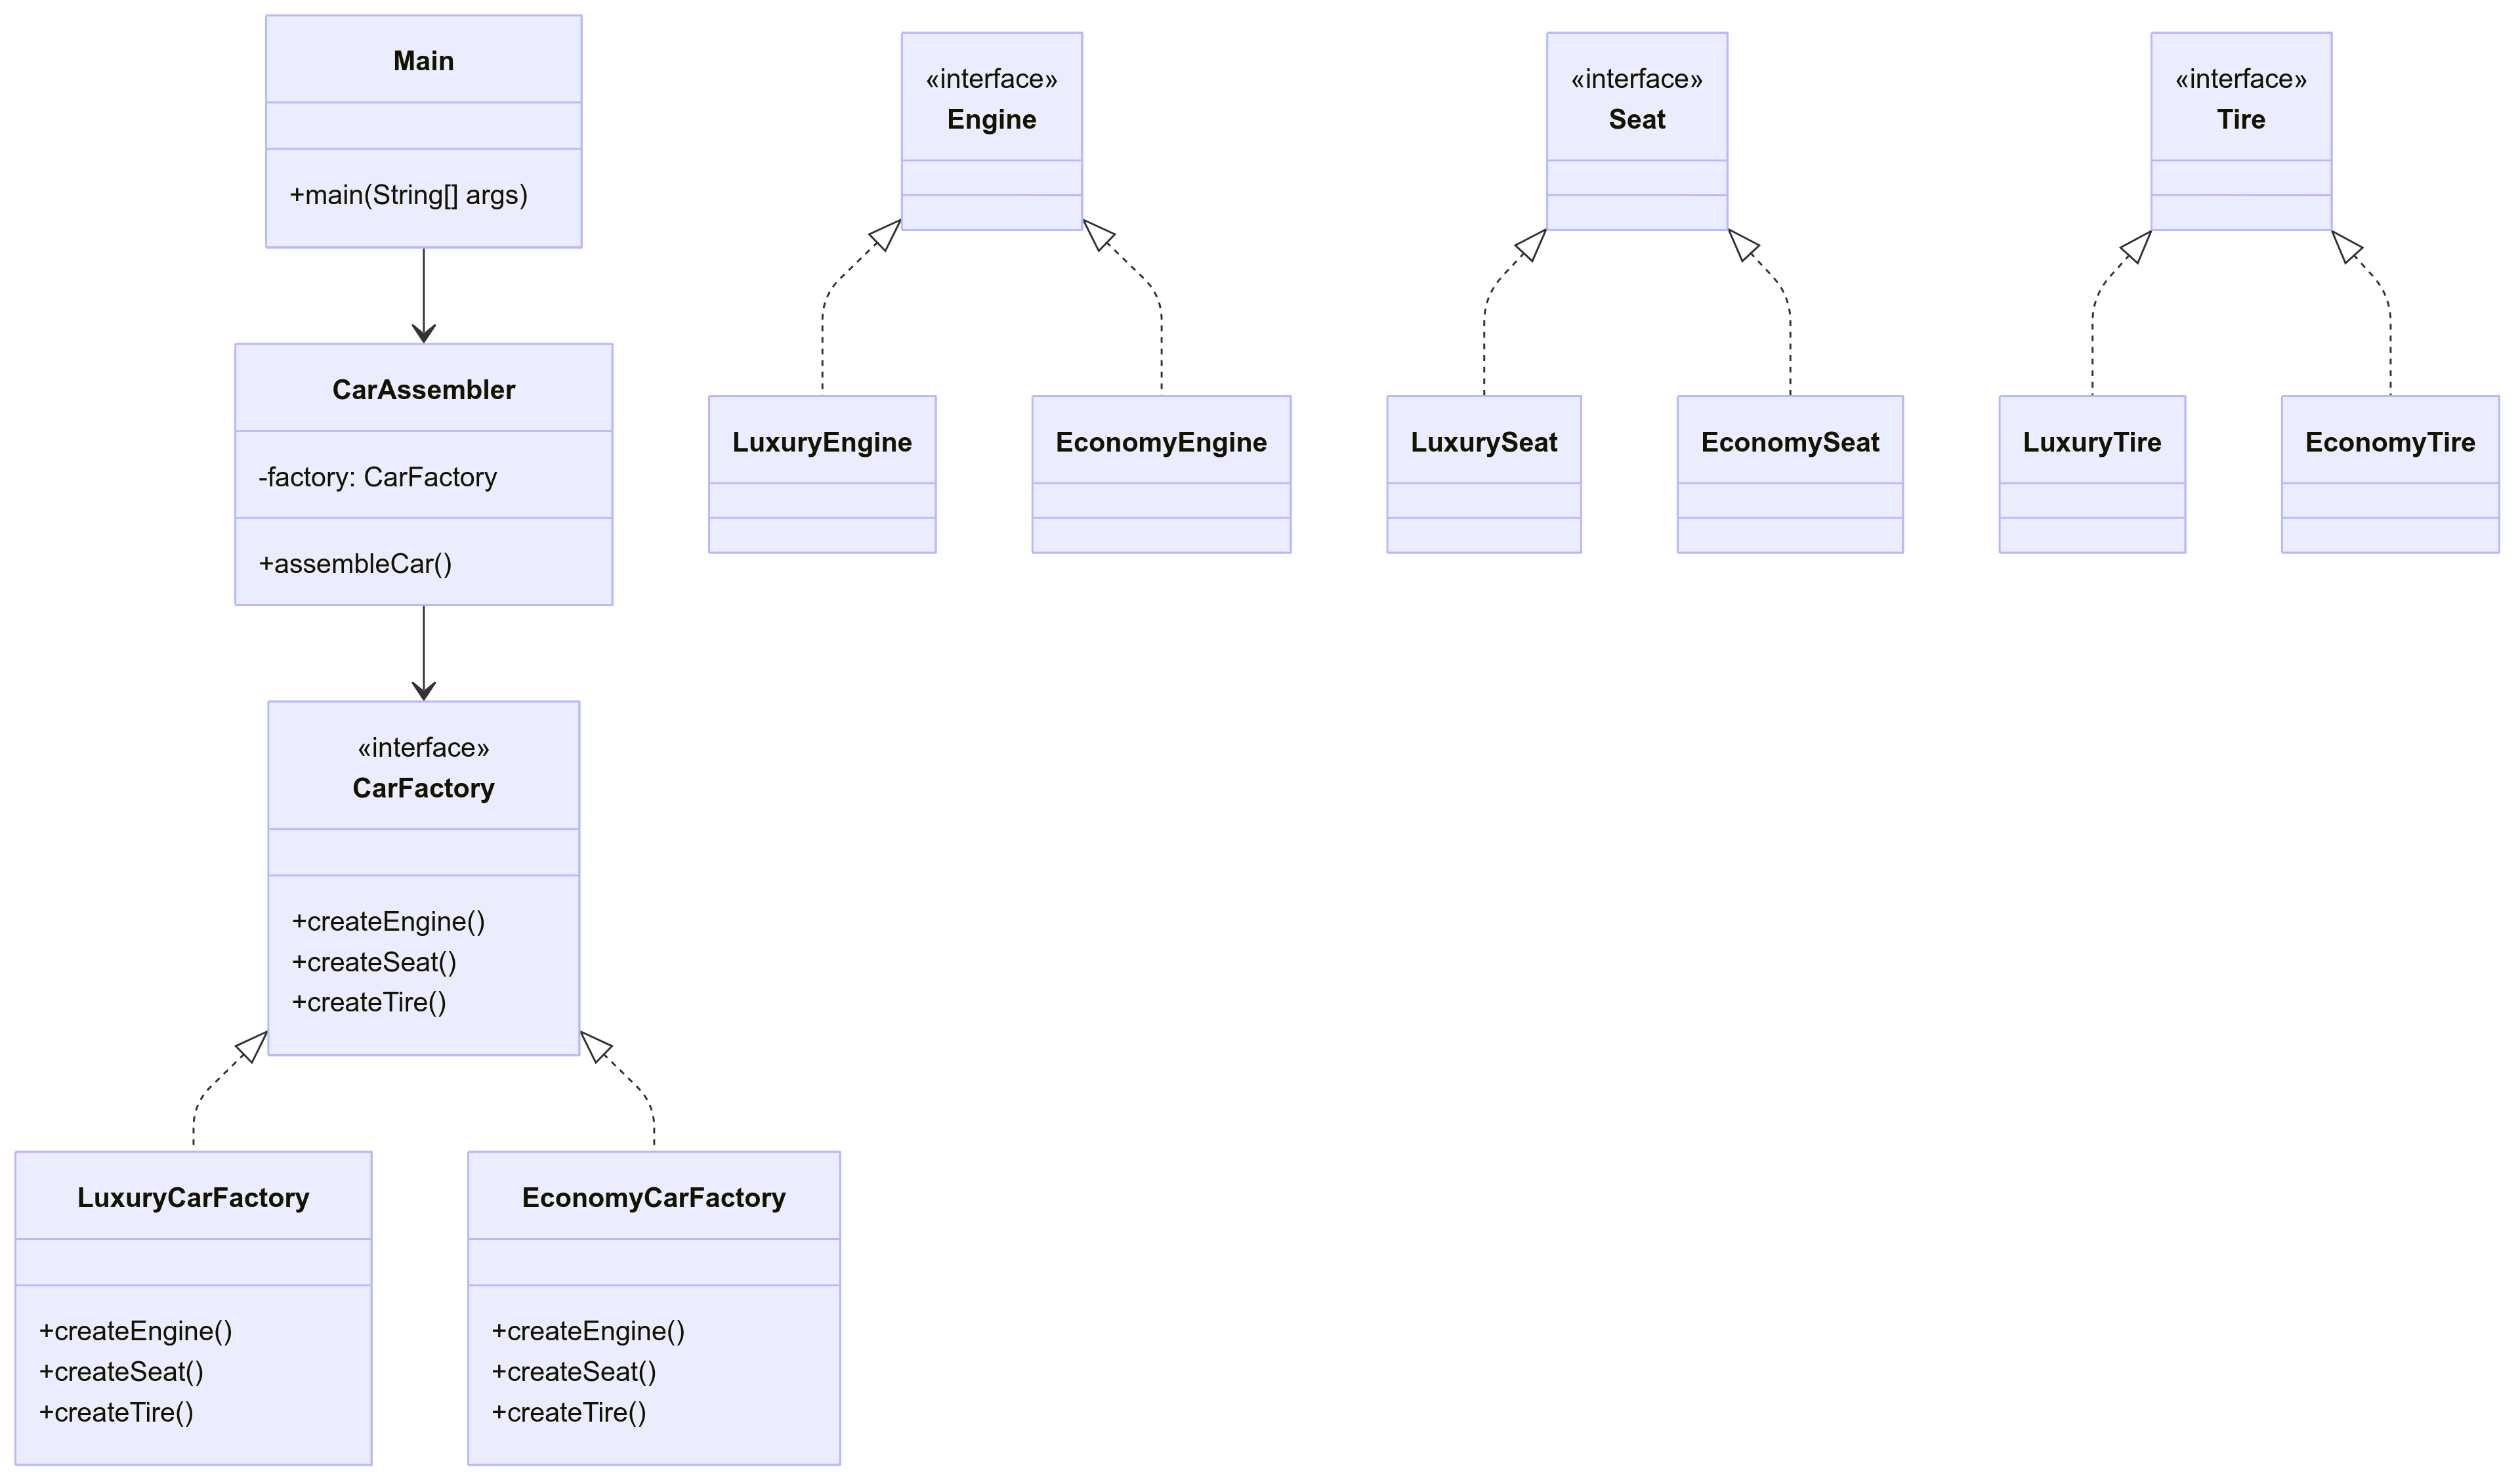 Main
+main(String[] args)
«interface»
Engine
«interface»
Seat
«interface»
Tire
CarAssembler
-factory: CarFactory
+assembleCar()
LuxuryEngine
EconomyEngine
LuxurySeat
EconomySeat
LuxuryTire
EconomyTire
«interface»
CarFactory
+createEngine()
+createSeat()
+createTire()
LuxuryCarFactory
+createEngine()
+createSeat()
+createTire()
EconomyCarFactory
+createEngine()
+createSeat()
+createTire()